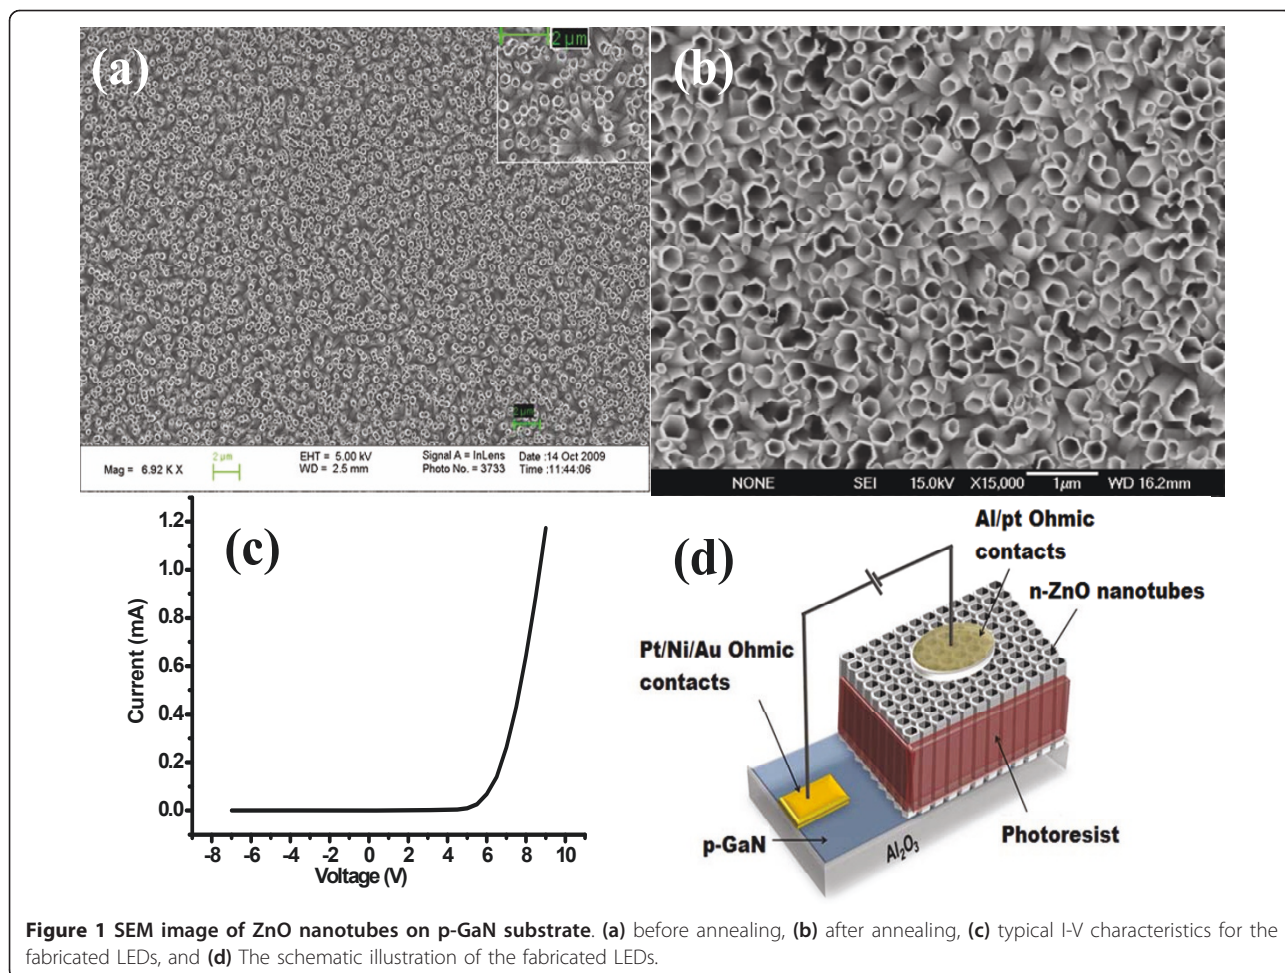 (a)
2 µm
2 µm
Mag = 6.92 K X
2 µm
EHT = 5.00 kV
WD = 2.5 mm
Signal A = InLens
Photo No. = 3733
Date :14 Oct 2009
Time :11:44:06
(b)
NONE SEI 15.0kV X15,000 1µm WD 16.2mm
(c)
Current (mA)
1.2
1.0
0.8
0.6
0.4
0.2
0.0
-8 -6 -4 -2 0 2 4 6 8 10
Voltage (V)
(d)
Al/pt Ohmic
contacts
n-ZnO nanotubes
Pt/Ni/Au Ohmic
contacts
p-GaN
Al₂O₃
Photoresist
Figure 1 SEM image of ZnO nanotubes on p-GaN substrate. (a) before annealing, (b) after annealing, (c) typical I-V characteristics for the
fabricated LEDs, and (d) The schematic illustration of the fabricated LEDs.